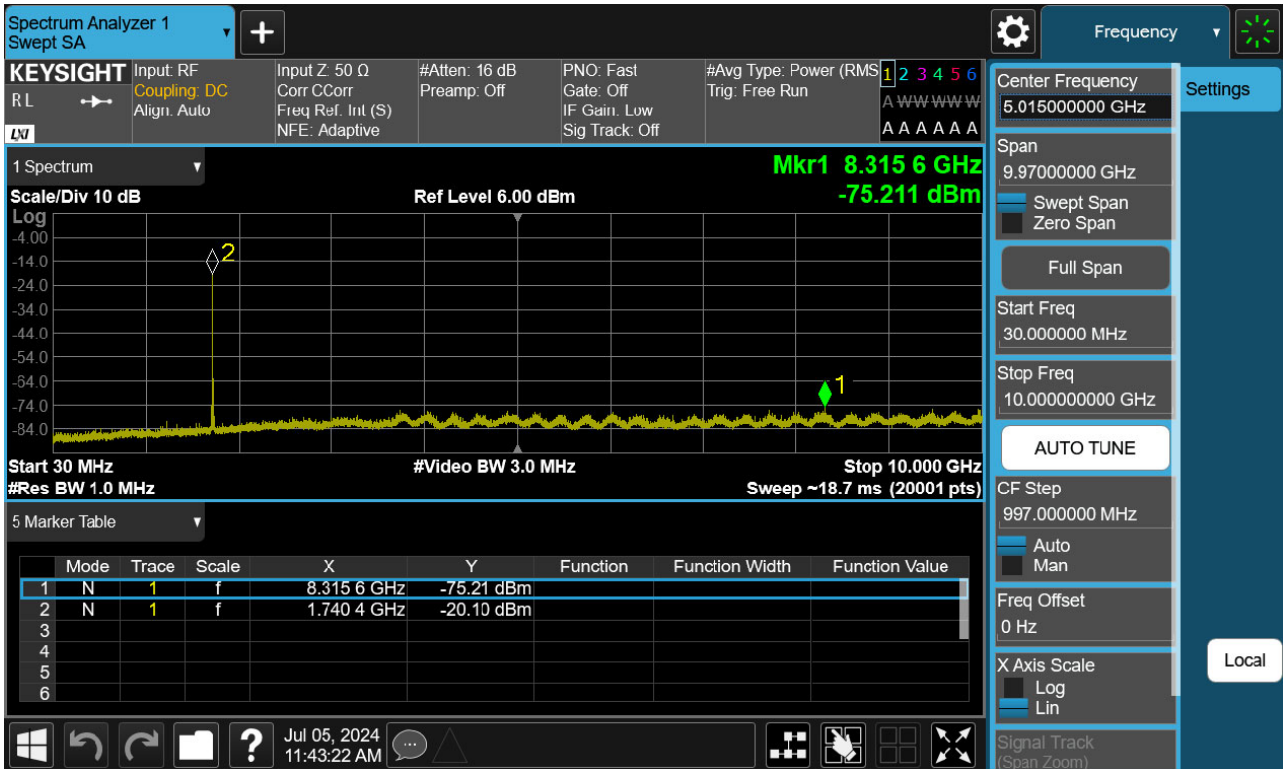 Spectrum Analyzer 1
Swept SA
+
Frequency
KEYSIGHT
R L
LXI
Input: RF
Coupling: DC
Align: Auto
Input Z: 50 Ω
Corr CCorr
Freq Ref: Int (S)
NFE: Adaptive
#Atten: 16 dB
Preamp: Off
PNO: Fast
Gate: Off
IF Gain: Low
Sig Track: Off
#Avg Type: Power (RMS
Trig: Free Run
1 2 3 4 5 6
A W W W W W
A A A A A A
1 Spectrum
Mkr1 8.315 6 GHz
Scale/Div 10 dB
Ref Level 6.00 dBm
-75.211 dBm
Log
-4.00
-14.0
-24.0
-34.0
-44.0
-54.0
-64.0
-74.0
-84.0
2
1
Start 30 MHz
#Video BW 3.0 MHz
Stop 10.000 GHz
#Res BW 1.0 MHz
Sweep ~18.7 ms (20001 pts)
5 Marker Table
Mode Trace Scale X Y Function Function Width Function Value
1 N 1 f 8.315 6 GHz -75.21 dBm
2 N 1 f 1.740 4 GHz -20.10 dBm
3
4
5
6
Jul 05, 2024
11:43:22 AM
?
Center Frequency
5.015000000 GHz
Span
9.97000000 GHz
Swept Span
Zero Span
Full Span
Start Freq
30.000000 MHz
Stop Freq
10.000000000 GHz
AUTO TUNE
CF Step
997.000000 MHz
Auto
Man
Freq Offset
0 Hz
X Axis Scale
Log
Lin
Signal Track
(Span Zoom)
Settings
Local